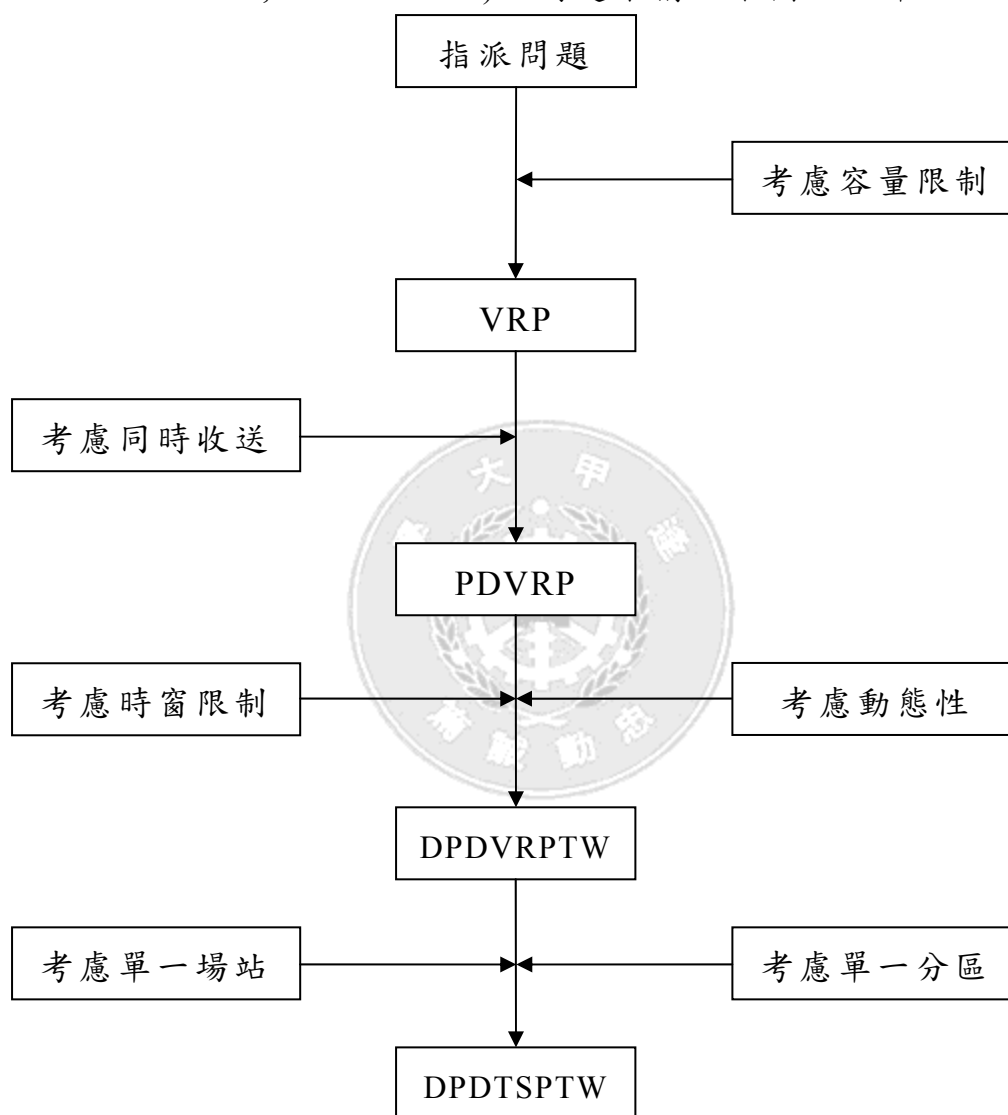 指派問題
考慮容量限制
VRP
考慮同時收送
PDVRP
考慮時窗限制
考慮動態性
DPDVRPTW
考慮單一場站
考慮單一分區
DPDTSPTW